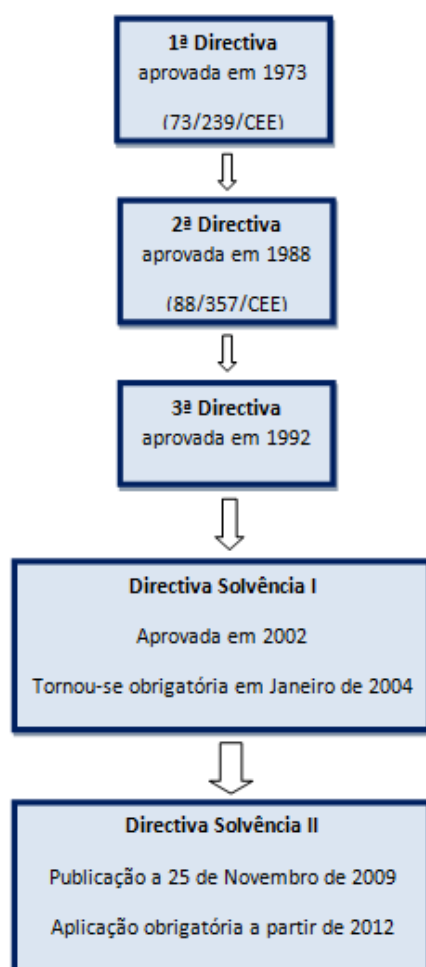 1ª Directiva
aprovada em 1973
(73/239/CEE)
2ª Directiva
aprovada em 1988
(88/357/CEE)
3ª Directiva
aprovada em 1992
Directiva Solvência I
Aprovada em 2002
Tornou-se obrigatória em Janeiro de 2004
Directiva Solvência II
Publicação a 25 de Novembro de 2009
Aplicação obrigatória a partir de 2012